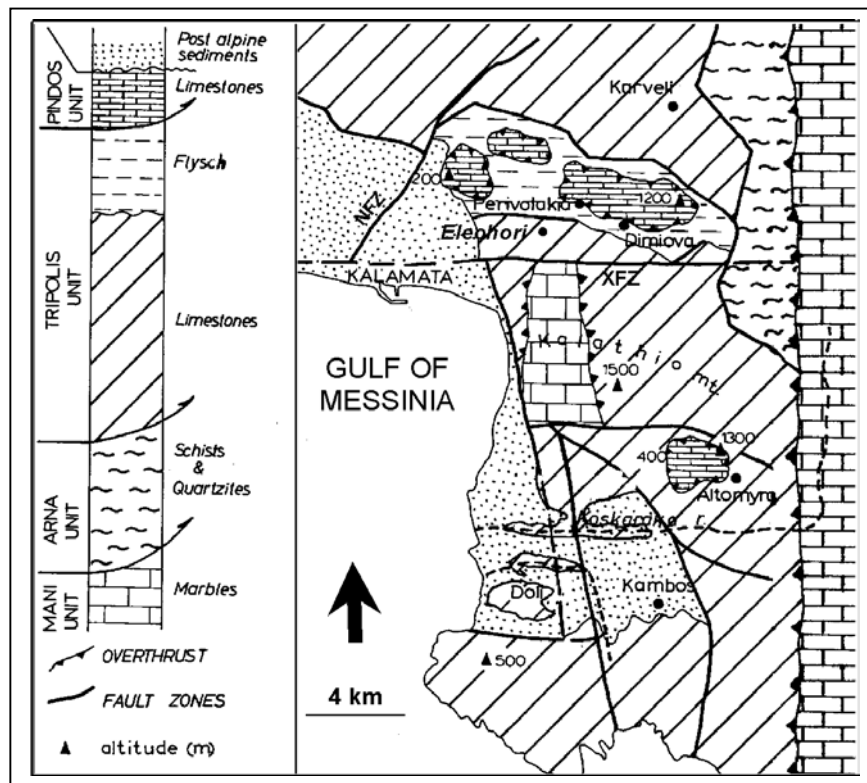 Post alpine
sediments
PINDOS
UNIT
Limestones
Flysch
TRIPOLIS
UNIT
Limestones
Schists
&
Quartzites
ARNA
UNIT
MANI
UNIT
Marbles
OVERTHRUST
FAULT ZONES
altitude (m)
Karveli
200
NFZ
Perivolakia
1200
Eleohori
Dimiova
KALAMATA
XFZ
GULF OF
MESSINIA
Kalathio mt.
1500
1300
400
Altomyra
Koskaraka r.
Doli
Kambos
500
4 km